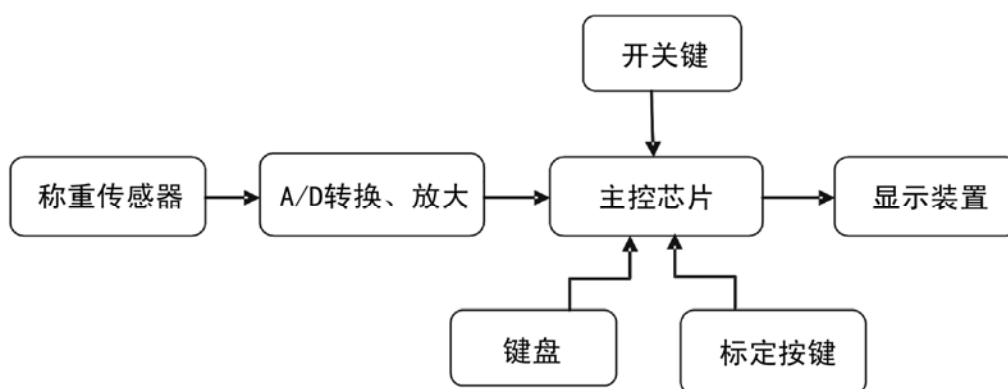 开关键
称重传感器
A/D转换、放大
主控芯片
显示装置
键盘
标定按键